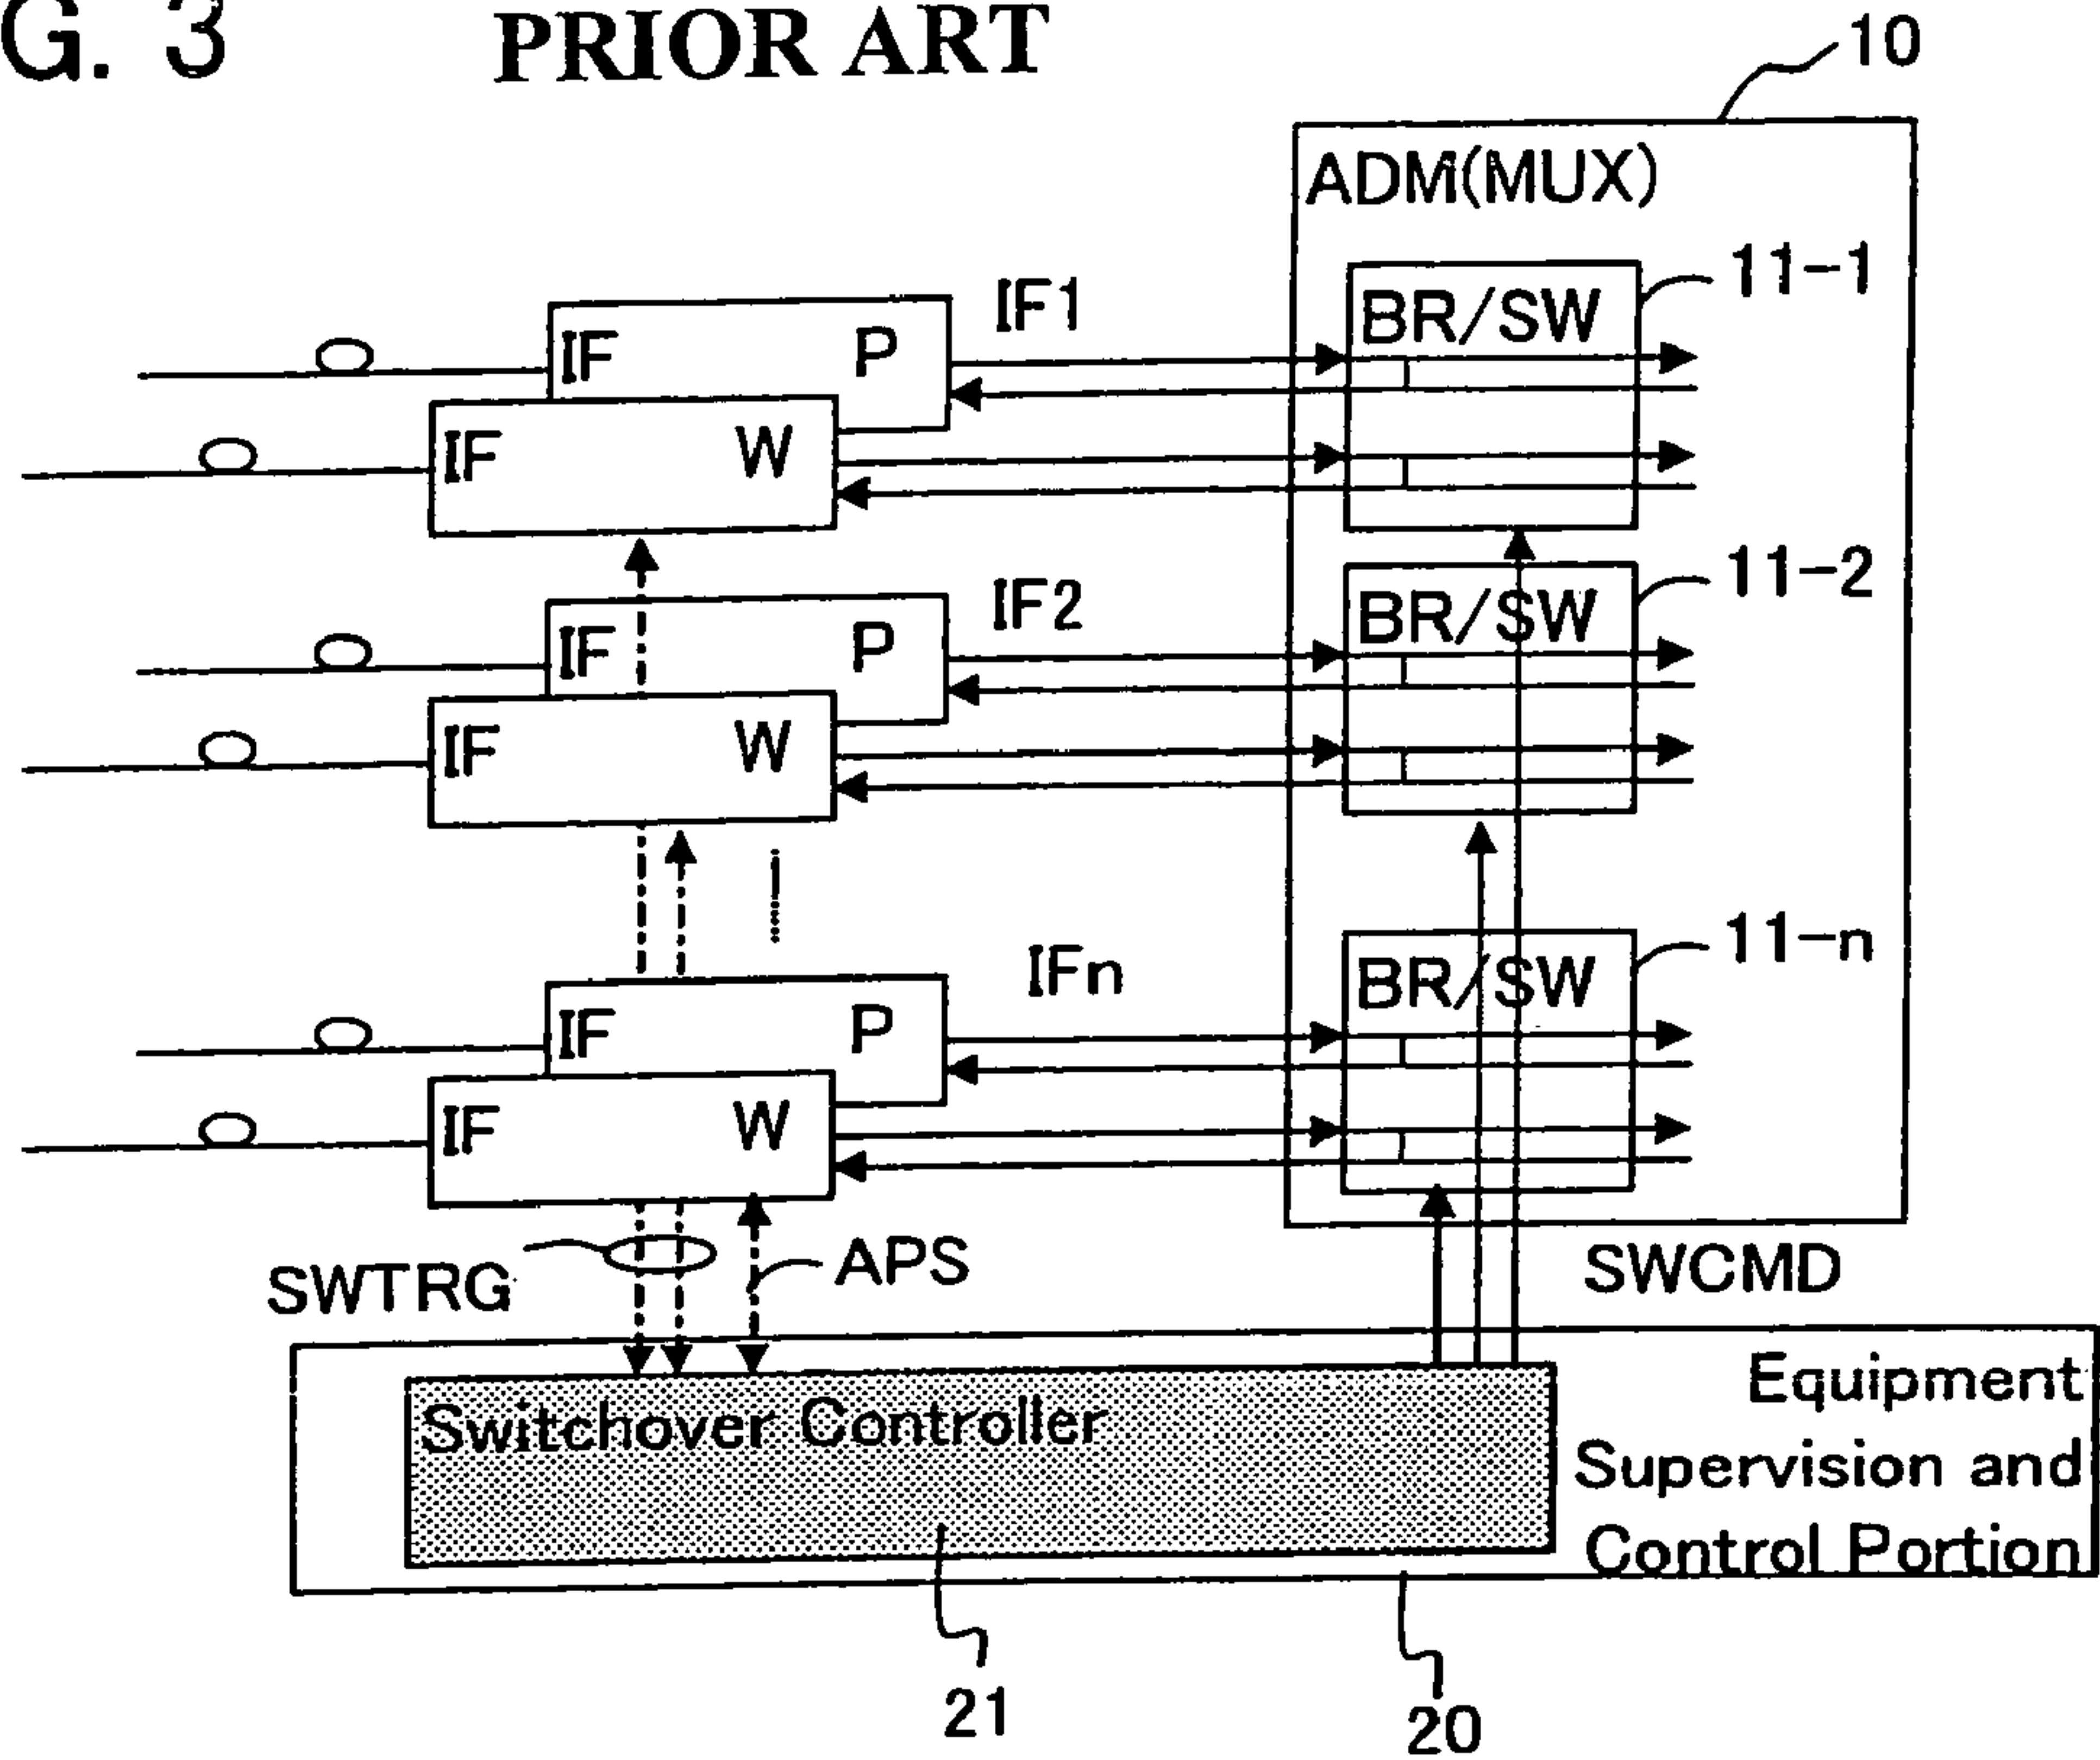 G. 3 PRIOR ART
10
ADM(MUX)
11-1
IF1
BR/SW
IF P
IF W
11-2
IF2
BR/SW
IF P
IF W
11-n
IFn
BR/SW
IF P
IF W
SWTRG
APS
SWCMD
Switchover Controller
Equipment
Supervision and
Control Portion
21
20